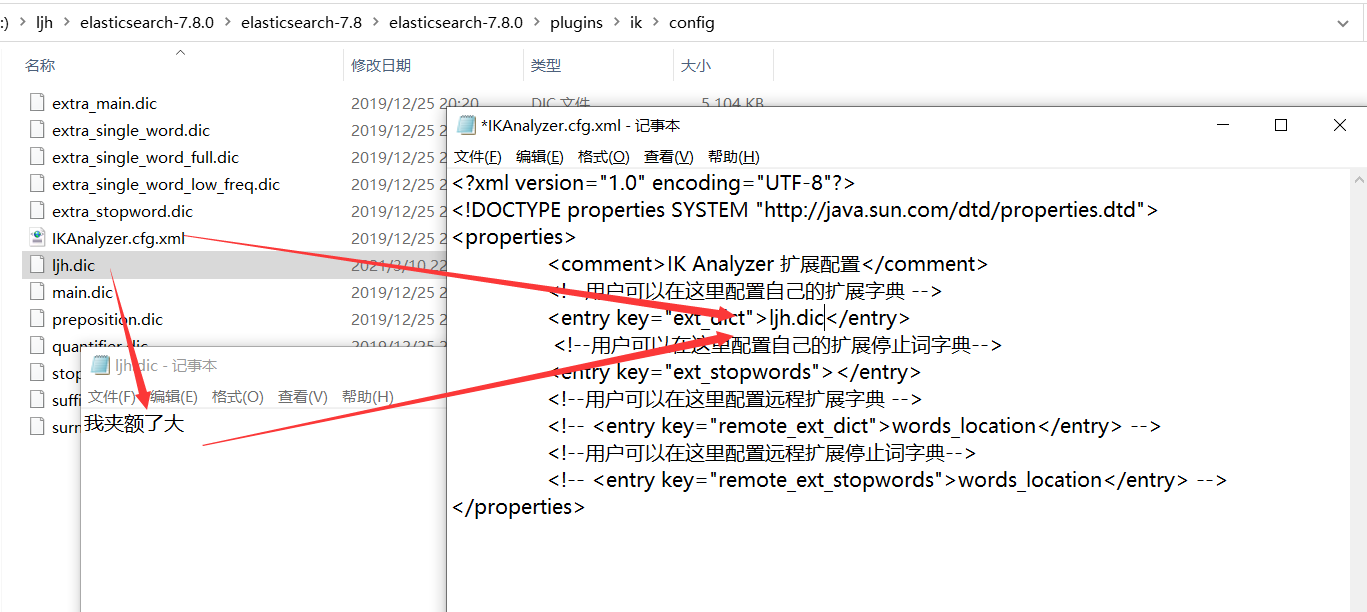 :) > ljh > elasticsearch-7.8.0 > elasticsearch-7.8 > elasticsearch-7.8.0 > plugins > ik > config
名称 修改日期 类型 大小
extra_main.dic 2019/12/25 20:20 DIC 文件 5,104 KB
extra_single_word.dic 2019/12/25 2
extra_single_word_full.dic 2019/12/25 2
extra_single_word_low_freq.dic 2019/12/25 2
extra_stopword.dic 2019/12/25 2
IKAnalyzer.cfg.xml 2019/12/25 2
ljh.dic 2021/3/10 22
main.dic 2019/12/25 2
preposition.dic 2019/12/25 2
quantifier.dic 2019/12/25
stop
suffi
surn
*IKAnalyzer.cfg.xml - 记事本
文件(F) 编辑(E) 格式(O) 查看(V) 帮助(H)
<?xml version="1.0" encoding="UTF-8"?>
<!DOCTYPE properties SYSTEM "http://java.sun.com/dtd/properties.dtd">
<properties>
<comment>IK Analyzer 扩展配置</comment>
<!--用户可以在这里配置自己的扩展字典 -->
<entry key="ext_dict">ljh.dic</entry>
<!--用户可以在这里配置自己的扩展停止词字典-->
<entry key="ext_stopwords"></entry>
<!--用户可以在这里配置远程扩展字典 -->
<!-- <entry key="remote_ext_dict">words_location</entry> -->
<!--用户可以在这里配置远程扩展停止词字典-->
<!-- <entry key="remote_ext_stopwords">words_location</entry> -->
</properties>
ljh.dic - 记事本
文件(F) 编辑(E) 格式(O) 查看(V) 帮助(H)
我夹额了大